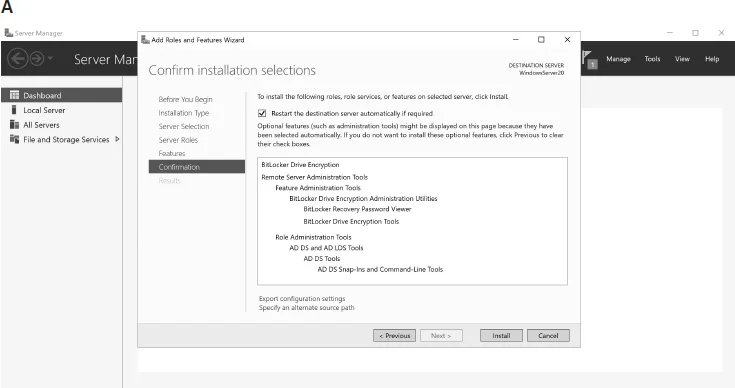 A
Server Manager
Server Mar
Manage Tools View Help
1
Dashboard
Local Server
All Servers
File and Storage Services
Add Roles and Features Wizard
Confirm installation selections
DESTINATION SERVER
WindowsServer20
Before You Begin
Installation Type
Server Selection
Server Roles
Features
Confirmation
Results
To install the following roles, role services, or features on selected server, click Install.
Restart the destination server automatically if required
Optional features (such as administration tools) might be displayed on this page because they have
been selected automatically. If you do not want to install these optional features, click Previous to clear
their check boxes.
BitLocker Drive Encryption
Remote Server Administration Tools
Feature Administration Tools
BitLocker Drive Encryption Administration Utilities
BitLocker Recovery Password Viewer
BitLocker Drive Encryption Tools
Role Administration Tools
AD DS and AD LDS Tools
AD DS Tools
AD DS Snap-Ins and Command-Line Tools
Export configuration settings
Specify an alternate source path
< Previous Next > Install Cancel